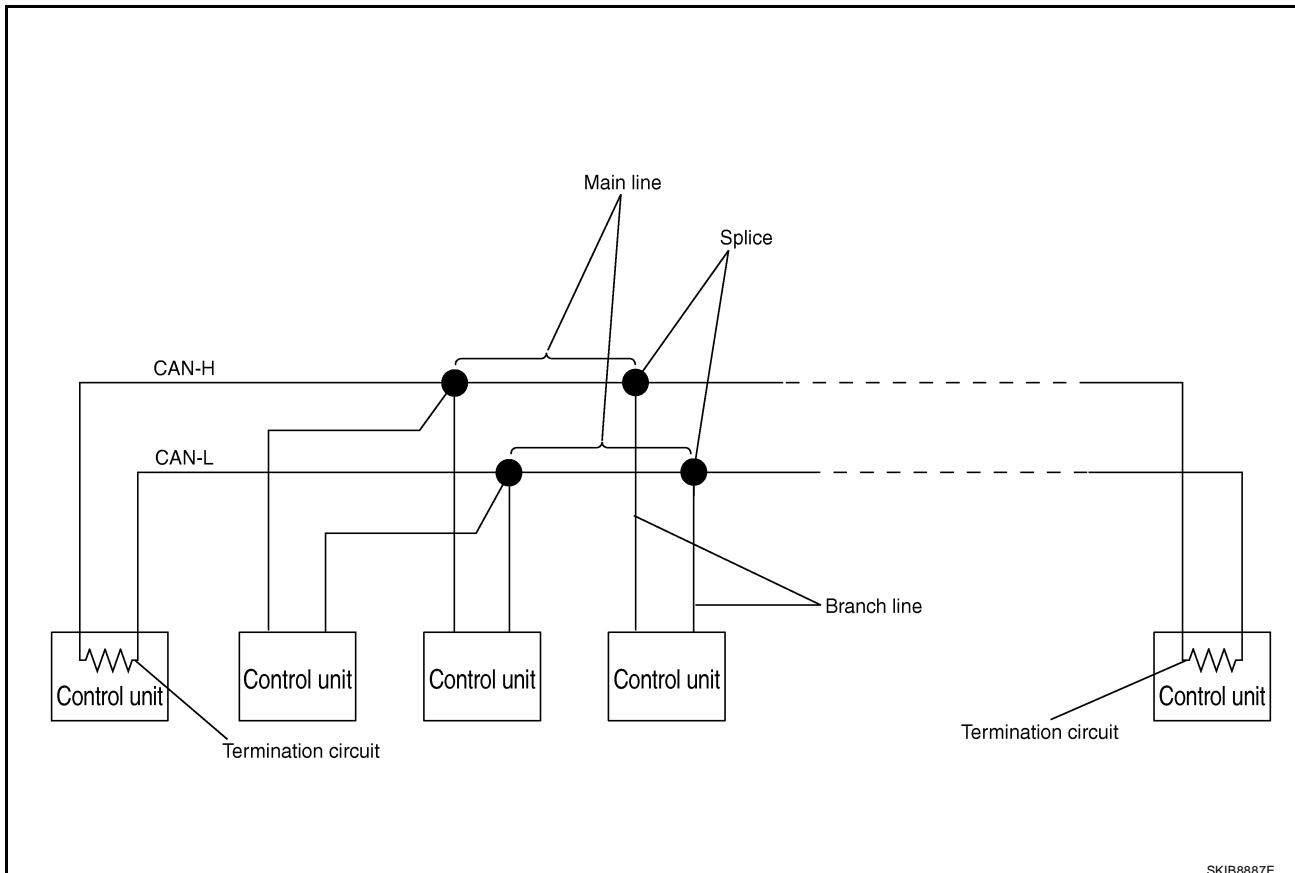 Main line
Splice
CAN-H
CAN-L
Branch line
Control unit
Control unit
Control unit
Control unit
Control unit
Termination circuit
Termination circuit
SKIB8887E